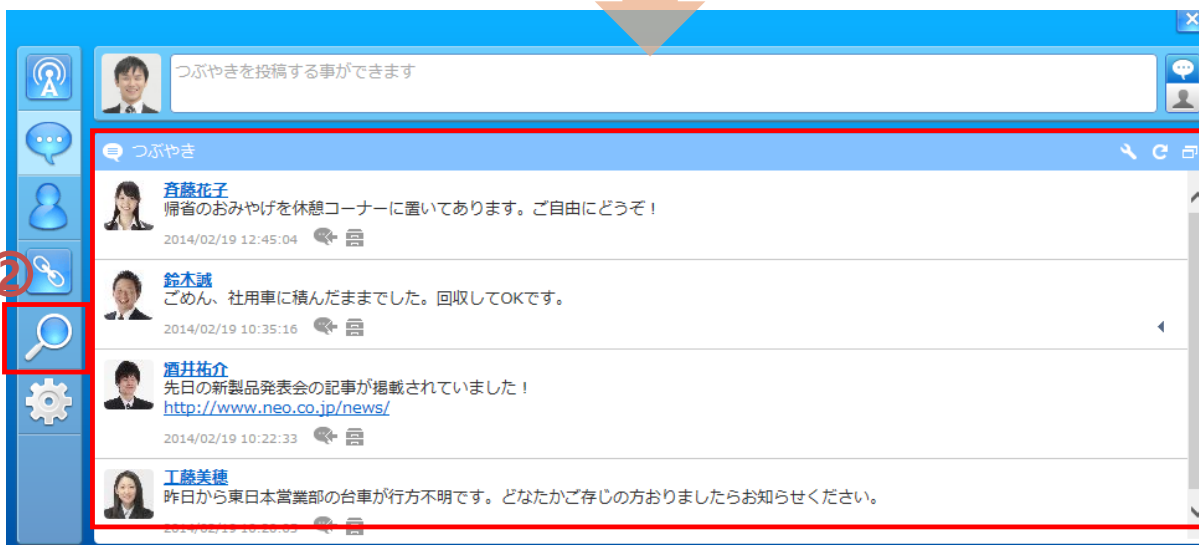 つぶやきを投稿する事ができます
つぶやき
斉藤花子
帰省のおみやげを休憩コーナーに置いてあります。ご自由にどうぞ！
2014/02/19 12:45:04
②
鈴木誠
ごめん、社用車に積んだままでした。回収してOKです。
2014/02/19 10:35:16
酒井祐介
先日の新製品発表会の記事が掲載されていました！
http://www.neo.co.jp/news/
2014/02/19 10:22:33
工藤美穂
昨日から東日本営業部の台車が行方不明です。どなたかご存じの方おりましたらお知らせください。